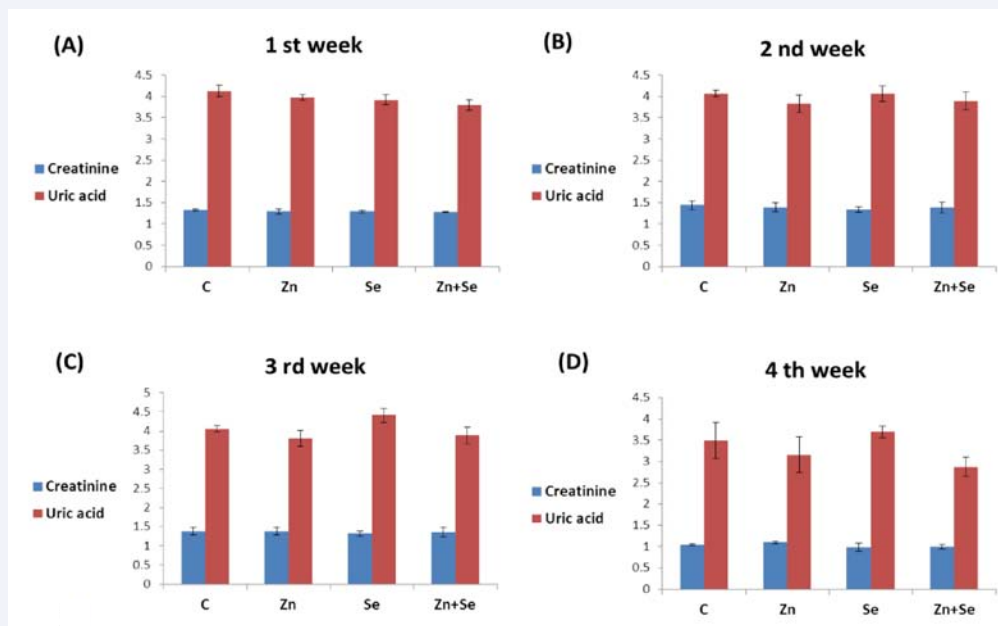 (A)
1 st week
4.5
4
3.5
3
2.5
2
1.5
1
0.5
0
Creatinine
Uric acid
C Zn Se Zn+Se
(B)
2 nd week
4.5
4
3.5
3
2.5
2
1.5
1
0.5
0
Creatinine
Uric acid
C Zn Se Zn+Se
(C)
3 rd week
5
4.5
4
3.5
3
2.5
2
1.5
1
0.5
0
Creatinine
Uric acid
C Zn Se Zn+Se
(D)
4 th week
4.5
4
3.5
3
2.5
2
1.5
1
0.5
0
Creatinine
Uric acid
C Zn Se Zn+Se